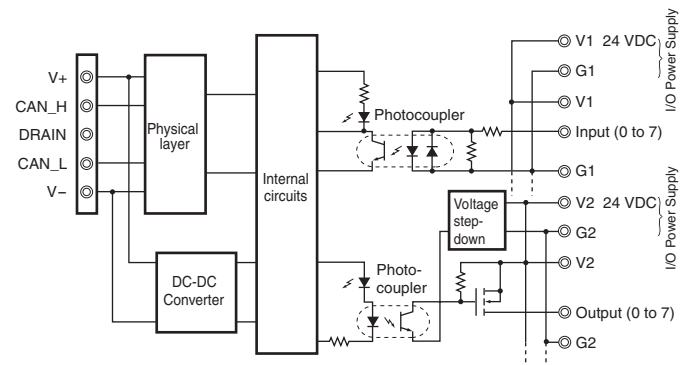 V+
CAN_H
DRAIN
CAN_L
V−
Physical
layer
DC-DC
Converter
Internal
circuits
Photocoupler
Photo-
coupler
Voltage
step-
down
V1 24 VDC
G1
V1
Input (0 to 7)
G1
I/O Power Supply
V2 24 VDC
G2
V2
Output (0 to 7)
G2
I/O Power Supply